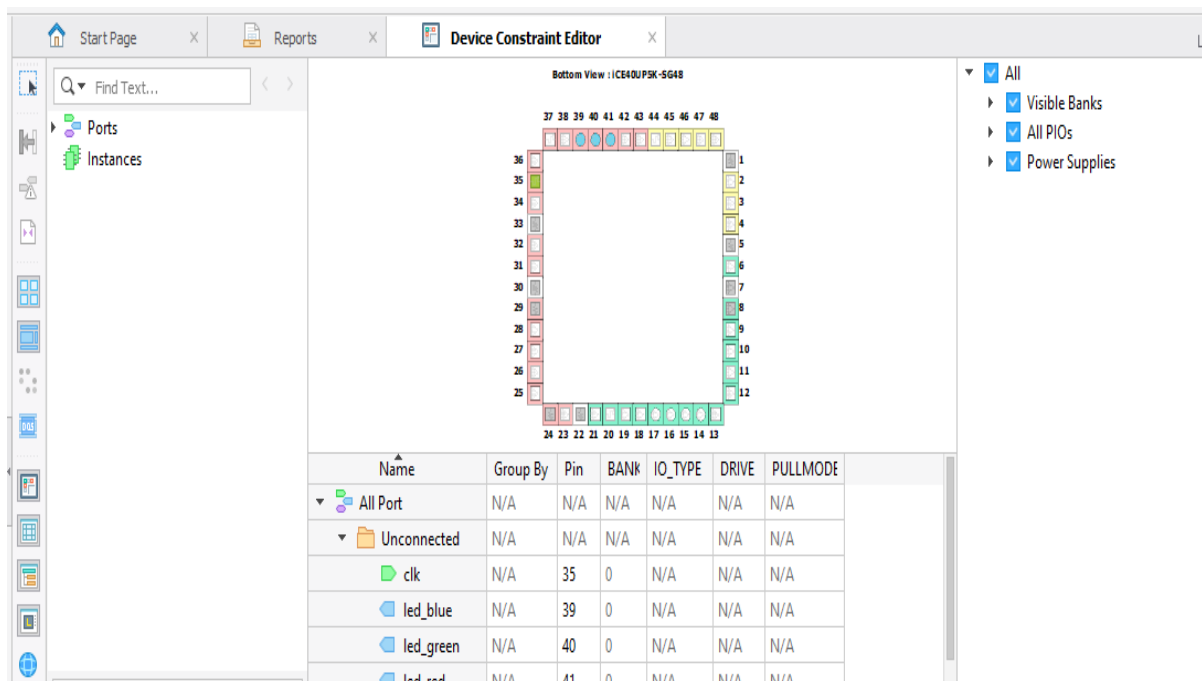 Start Page
Reports
Device Constraint Editor
Find Text...
Ports
Instances
Bottom View : iCE40UP5K-SG48
37 38 39 40 41 42 43 44 45 46 47 48
36
35
34
33
32
31
30
29
28
27
26
25
1
2
3
4
5
6
7
8
9
10
11
12
24 23 22 21 20 19 18 17 16 15 14 13
All
Visible Banks
All PIOs
Power Supplies
DQS
Name Group By Pin BANK IO_TYPE DRIVE PULLMODE
All Port N/A N/A N/A N/A N/A N/A
Unconnected N/A N/A N/A N/A N/A N/A
clk N/A 35 0 N/A N/A N/A
led_blue N/A 39 0 N/A N/A N/A
led_green N/A 40 0 N/A N/A N/A
led_red N/A 41 0 N/A N/A N/A